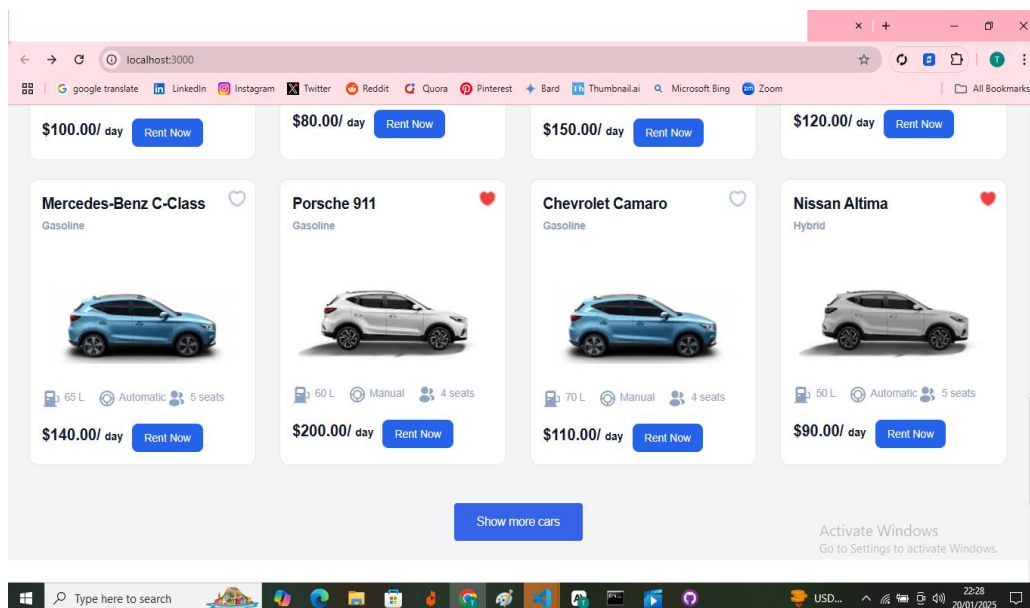 localhost:3000
google translate LinkedIn Instagram Twitter Reddit Quora Pinterest Bard Thumbnail.ai Microsoft Bing Zoom All Bookmarks
$100.00/ day Rent Now $80.00/ day Rent Now $150.00/ day Rent Now $120.00/ day Rent Now
Mercedes-Benz C-Class
Gasoline
65 L Automatic 5 seats
$140.00/ day Rent Now
Porsche 911
Gasoline
60 L Manual 4 seats
$200.00/ day Rent Now
Chevrolet Camaro
Gasoline
70 L Manual 4 seats
$110.00/ day Rent Now
Nissan Altima
Hybrid
50 L Automatic 5 seats
$90.00/ day Rent Now
Show more cars
Activate Windows
Go to Settings to activate Windows.
Type here to search
USD...
22:28
20/01/2025